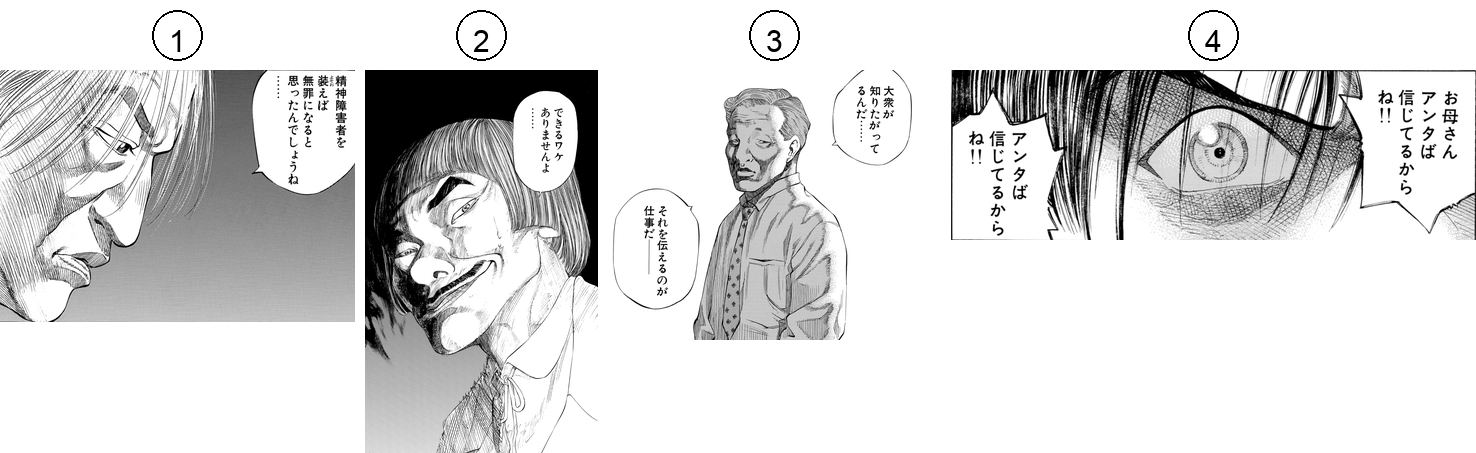 1
精神障害者を
装えば
無罪になると
思ったんでしょうね
……
2
できるワケ
ありませんよ
……
3
大衆が
知りたがって
るんだ……
それを伝えるのが
仕事だ――
4
お母さん
アンタば
信じてるから
ね!!
アンタば
信じてるから
ね!!